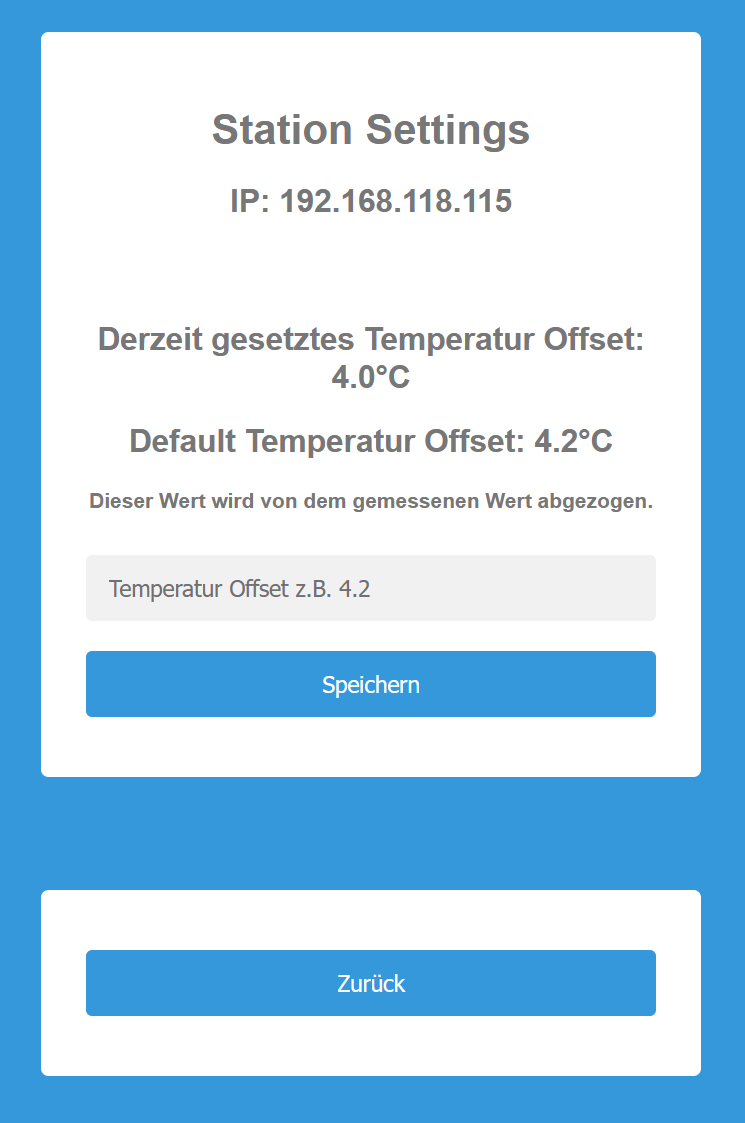 Station Settings
IP: 192.168.118.115
Derzeit gesetztes Temperatur Offset:
4.0°C
Default Temperatur Offset: 4.2°C
Dieser Wert wird von dem gemessenen Wert abgezogen.
Temperatur Offset z.B. 4.2
Speichern
Zurück